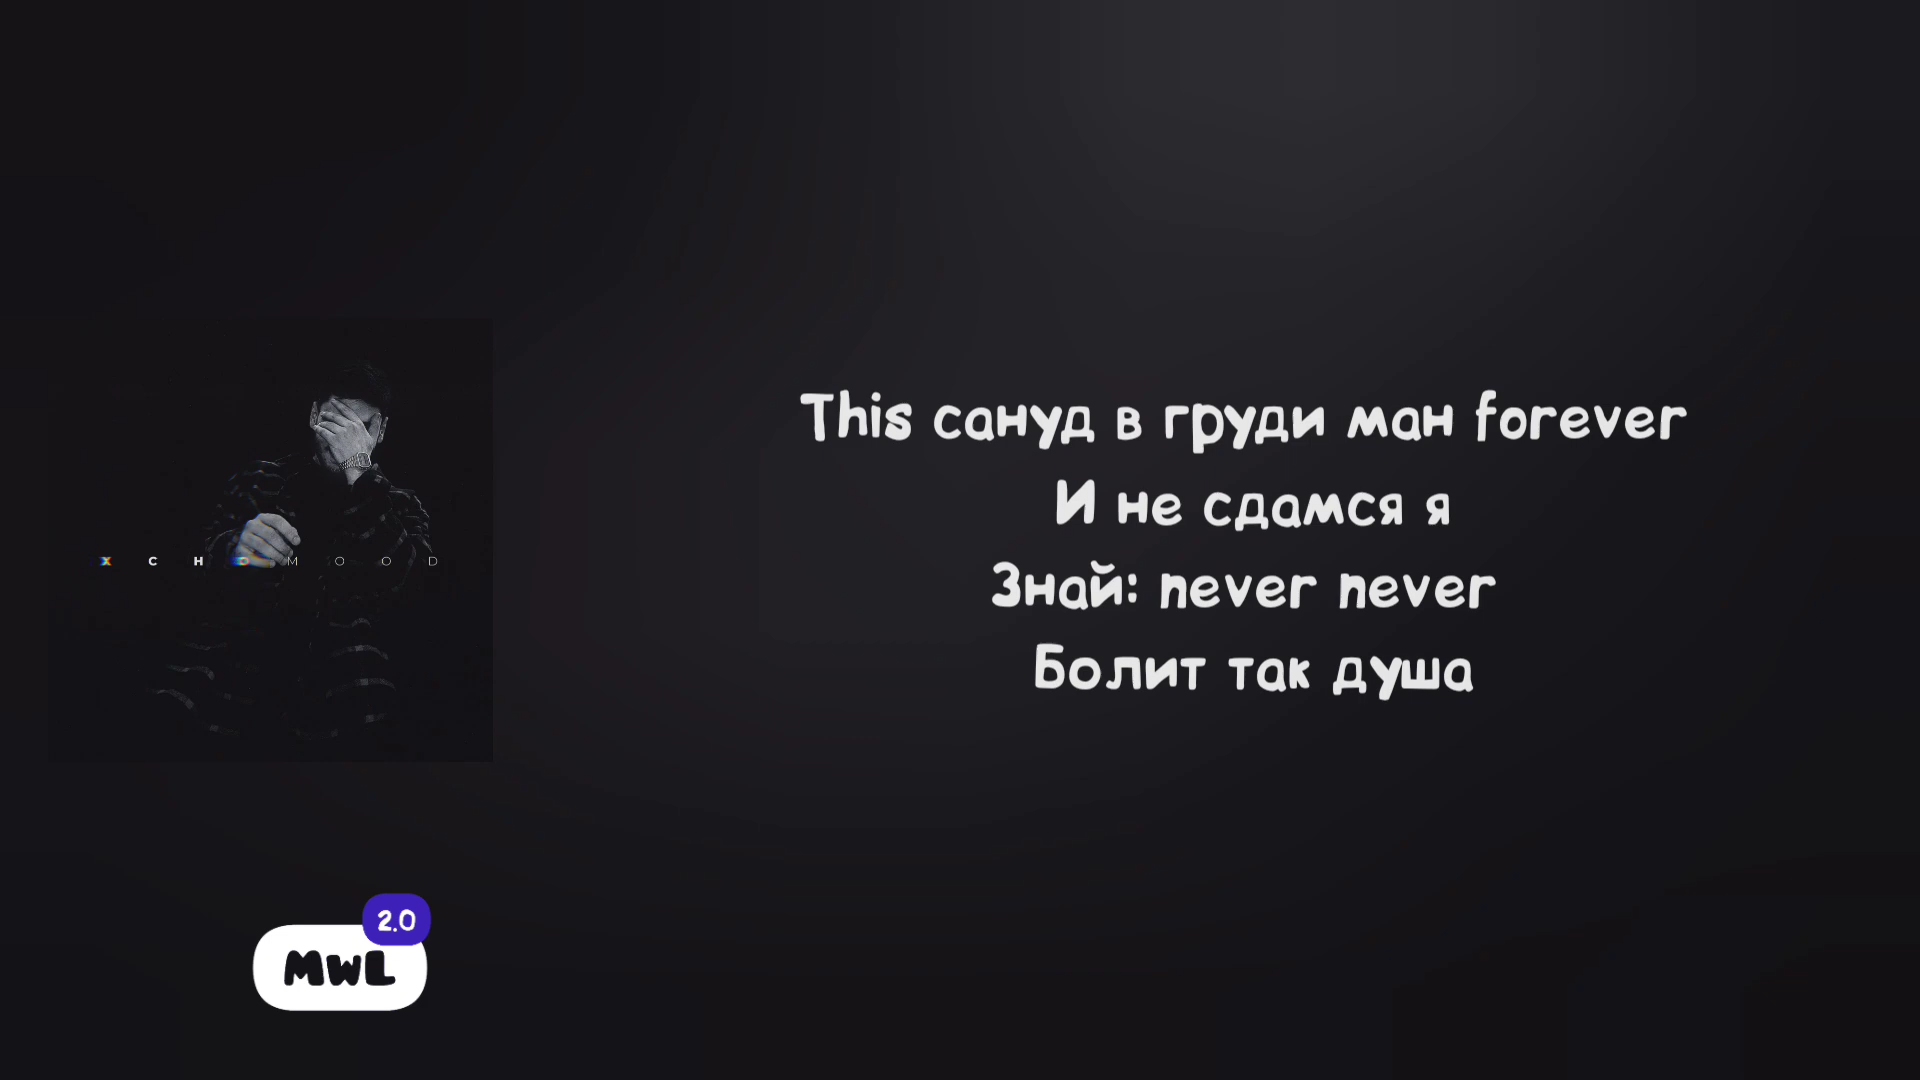 This сануд в груди ман forever
И не сдамся я
Знай: never never
Болит так душа
X C H O M O O D
2.0
MWL